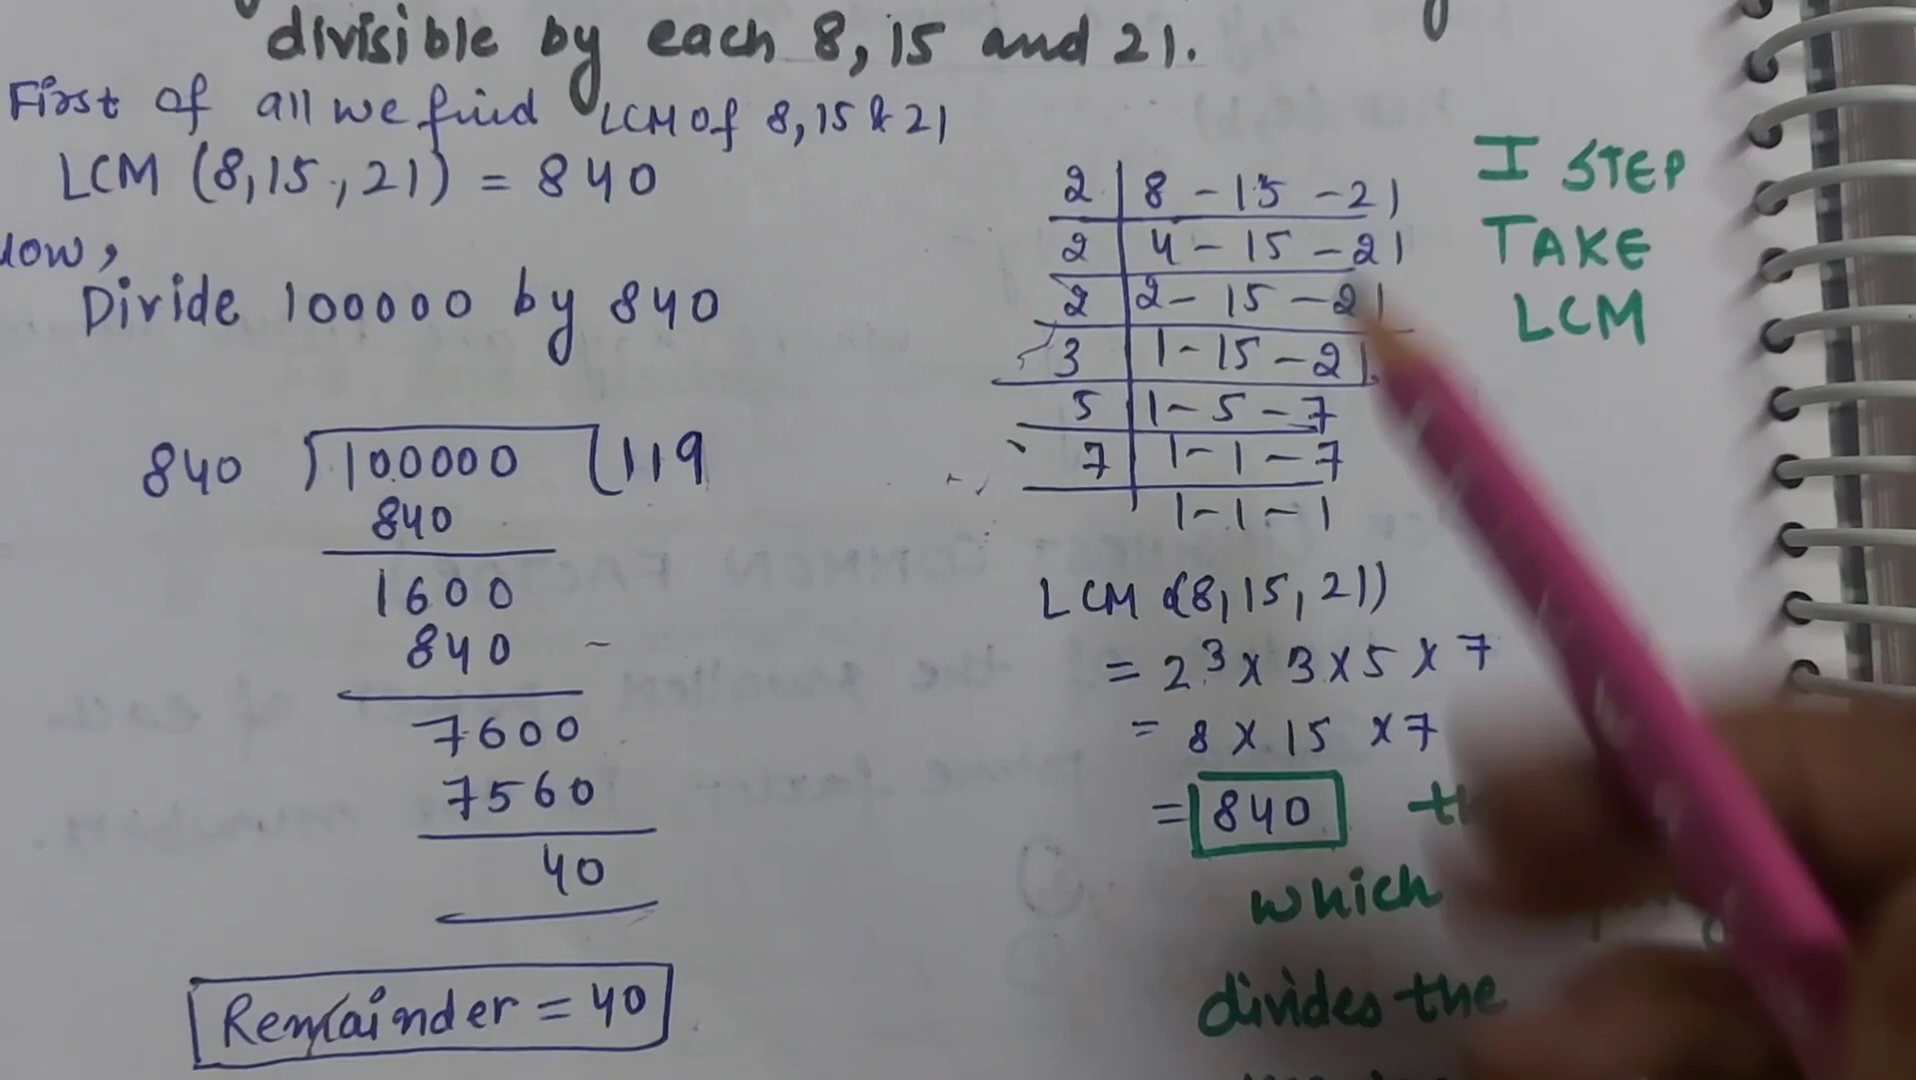 divisible by each 8, 15 and 21.
First of all we find LCM of 8, 15 & 21
LCM (8, 15, 21) = 840
Now,
Divide 100000 by 840
840 ) 100000 ( 119
840
1600
840
7600
7560
40
Remainder = 40
2 | 8 - 15 - 21
2 | 4 - 15 - 21
2 | 2 - 15 - 21
3 | 1 - 15 - 21
5 | 1 - 5 - 7
7 | 1 - 1 - 7
1 - 1 - 1
LCM (8, 15, 21)
= 2³ x 3 x 5 x 7
= 8 x 15 x 7
= 840
which
divides the
I STEP
TAKE
LCM